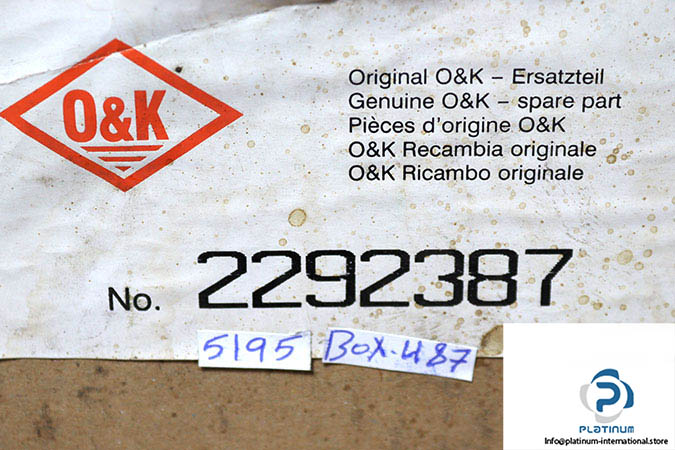 O&K
Original O&K – Ersatzteil
Genuine O&K – spare part
Pièces d'origine O&K
O&K Recambia originale
O&K Ricambo originale
No. 2292387
5195
Box-487
PLATINUM
Info@platinum-international.store